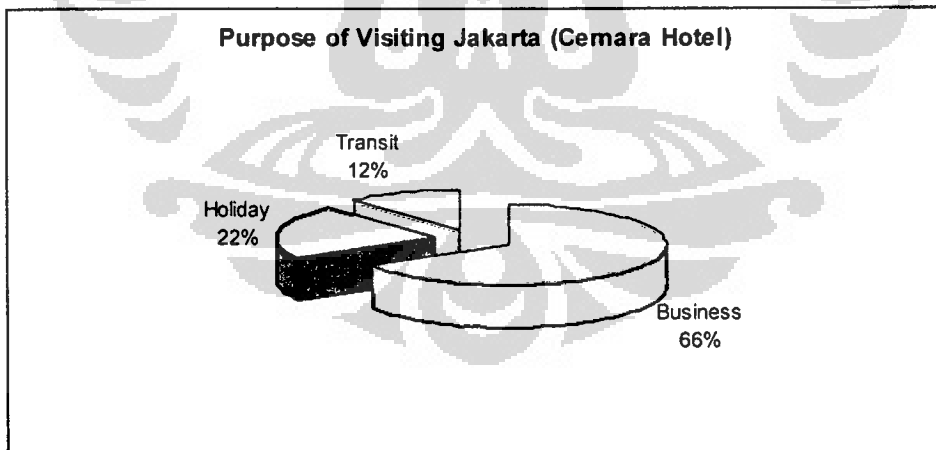 Purpose of Visiting Jakarta (Cemara Hotel)
Transit
12%
Holiday
22%
Business
66%